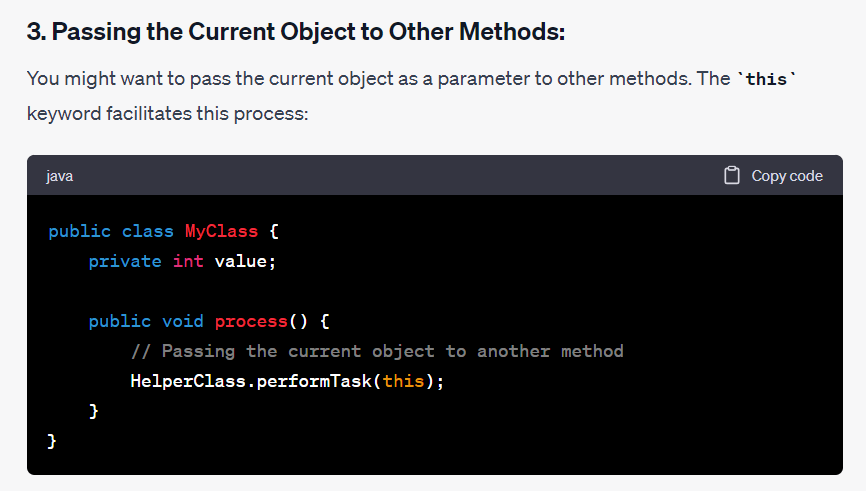 3. Passing the Current Object to Other Methods:
You might want to pass the current object as a parameter to other methods. The `this`
keyword facilitates this process:
java Copy code
public class MyClass {
    private int value;

    public void process() {
        // Passing the current object to another method
        HelperClass.performTask(this);
    }
}